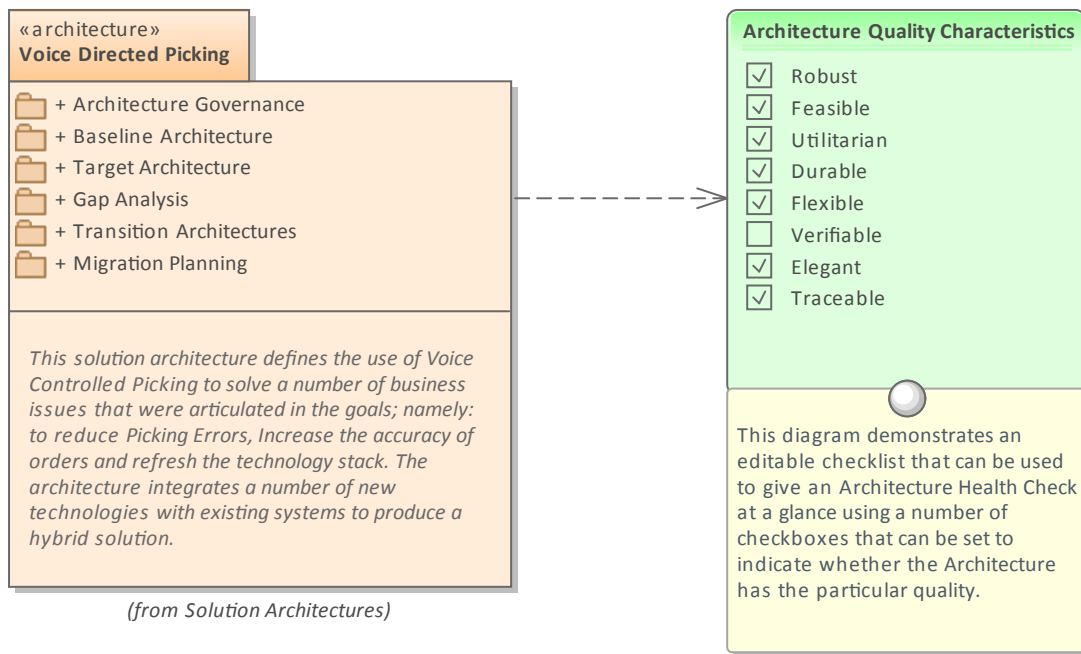 «architecture»
Voice Directed Picking
+ Architecture Governance
+ Baseline Architecture
+ Target Architecture
+ Gap Analysis
+ Transition Architectures
+ Migration Planning
This solution architecture defines the use of Voice
Controlled Picking to solve a number of business
issues that were articulated in the goals; namely:
to reduce Picking Errors, Increase the accuracy of
orders and refresh the technology stack. The
architecture integrates a number of new
technologies with existing systems to produce a
hybrid solution.
(from Solution Architectures)
Architecture Quality Characteristics
Robust
Feasible
Utilitarian
Durable
Flexible
Verifiable
Elegant
Traceable
This diagram demonstrates an
editable checklist that can be used
to give an Architecture Health Check
at a glance using a number of
checkboxes that can be set to
indicate whether the Architecture
has the particular quality.